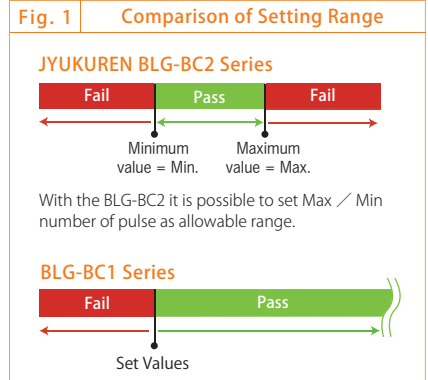 Fig. 1 Comparison of Setting Range
JYUKUREN BLG-BC2 Series
Fail Pass Fail
Minimum Maximum
value = Min. value = Max.
With the BLG-BC2 it is possible to set Max ／ Min
number of pulse as allowable range.
BLG-BC1 Series
Fail Pass
Set Values